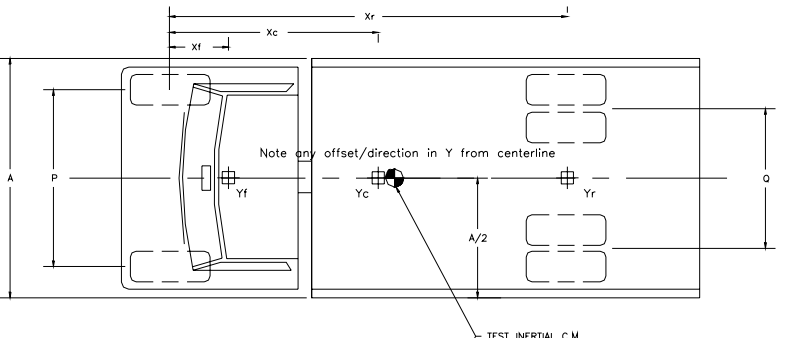 Xr
Xc
Xf
Note any offset/direction in Y from centerline
A
P
Yf
Yc
Yr
Q
A/2
TEST INERTIAL C.M.